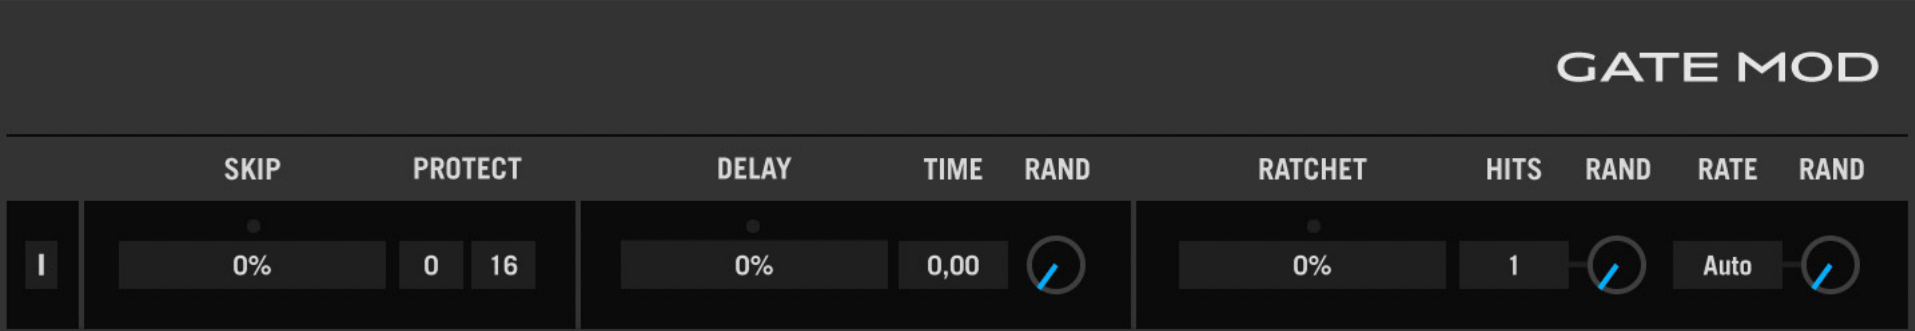 GATE MOD
SKIP PROTECT DELAY TIME RAND RATCHET HITS RAND RATE RAND
I 0% 0 16 0% 0,00 0% 1 Auto